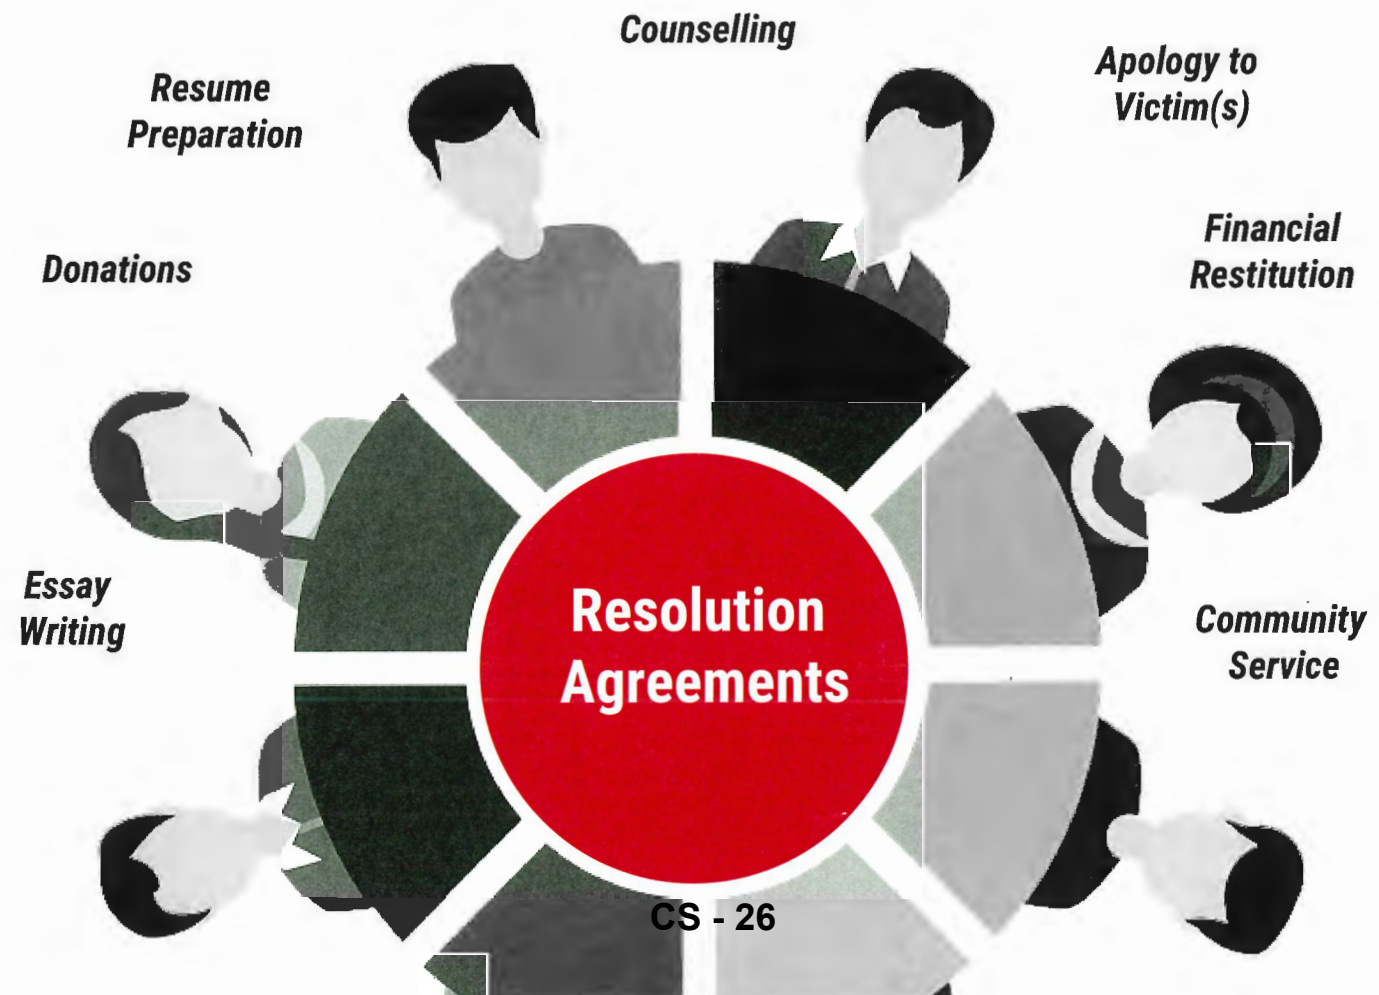 Counselling
Apology to
Victim(s)
Resume
Preparation
Financial
Restitution
Donations
Essay
Writing
Resolution
Agreements
Community
Service
CS - 26